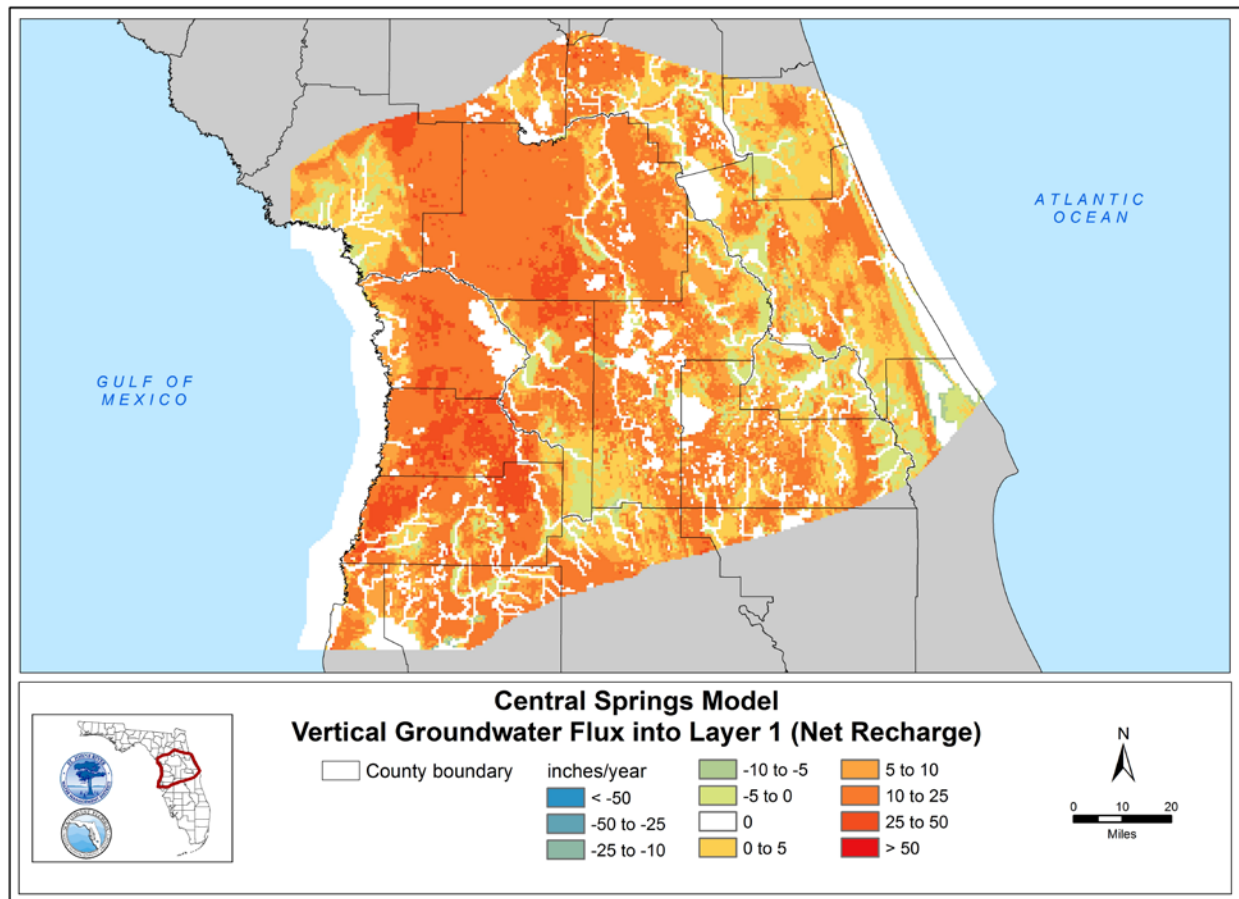 ATLANTIC
OCEAN
GULF OF
MEXICO
Central Springs Model
Vertical Groundwater Flux into Layer 1 (Net Recharge)
County boundary
inches/year
< -50
-50 to -25
-25 to -10
-10 to -5
-5 to 0
0
0 to 5
5 to 10
10 to 25
25 to 50
> 50
N
0 10 20
Miles